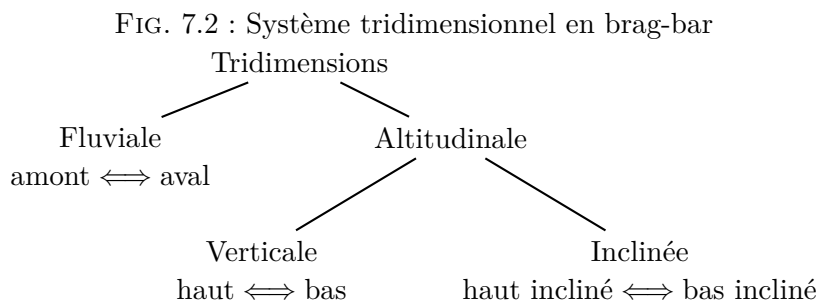 FIG. 7.2 : Système tridimensionnel en brag-bar
Tridimensions
Fluviale
amont ⟺ aval
Altitudinale
Verticale
haut ⟺ bas
Inclinée
haut incliné ⟺ bas incliné